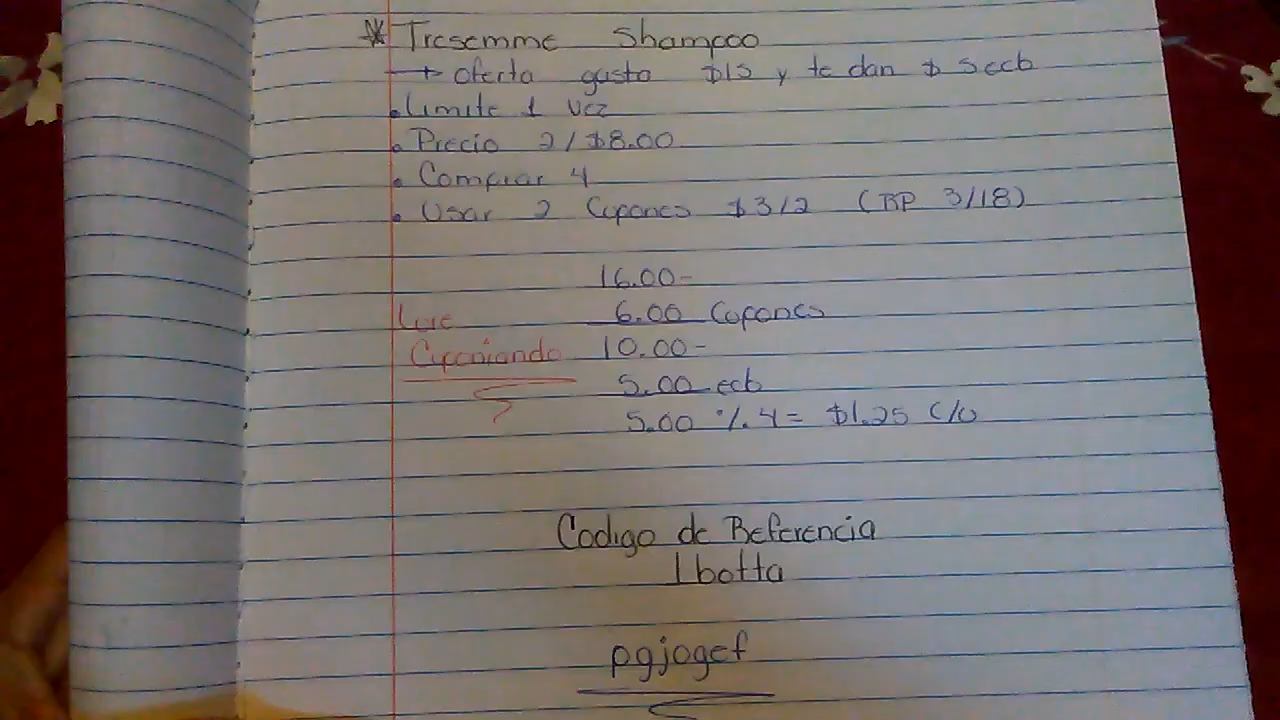 * Tresemme Shampoo
→ oferta gasta $15 y te dan $5 ecb
• limite 1 vez
• Precio 2/$8.00
• Comprar 4
• Usar 2 Cupones $3/2 (RP 3/18)
16.00-
6.00 Cupones
Cuponiando 10.00-
5.00 ecb
5.00 ٪ 4 = $1.25 c/u
Codigo de Referencia
Ibotta
pgjogef